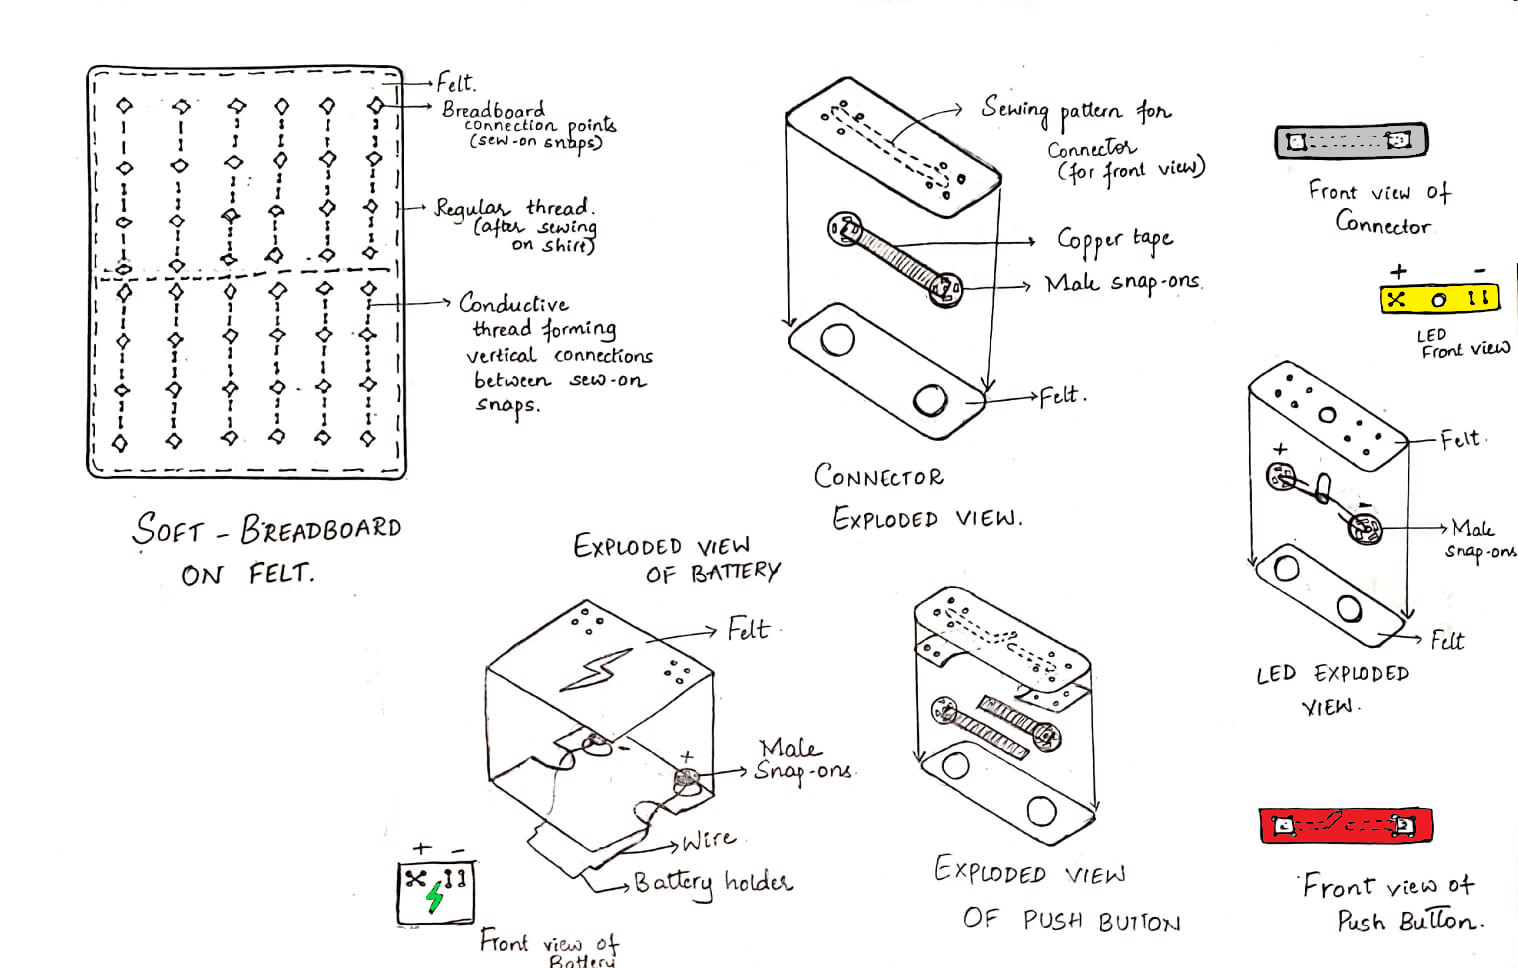 Felt.
Breadboard
connection points
(sew-on snaps)
Regular thread.
(after sewing
on shirt)
Conductive
thread forming
vertical connections
between sew-on
snaps.
SOFT - BREADBOARD
ON FELT.
Sewing pattern for
Connector
(for front view)
Copper tape
Male snap-ons.
Felt.
CONNECTOR
EXPLODED VIEW.
Front view of
Connector
+ -
LED
Front view
Felt.
+
-
Male
snap-ons
Felt
LED EXPLODED
VIEW.
EXPLODED VIEW
OF BATTERY
Felt
-
+
Male
Snap-ons.
Wire
Battery holder
+ -
Front view of
Battery
EXPLODED VIEW
OF PUSH BUTTON
Front view of
Push Button.